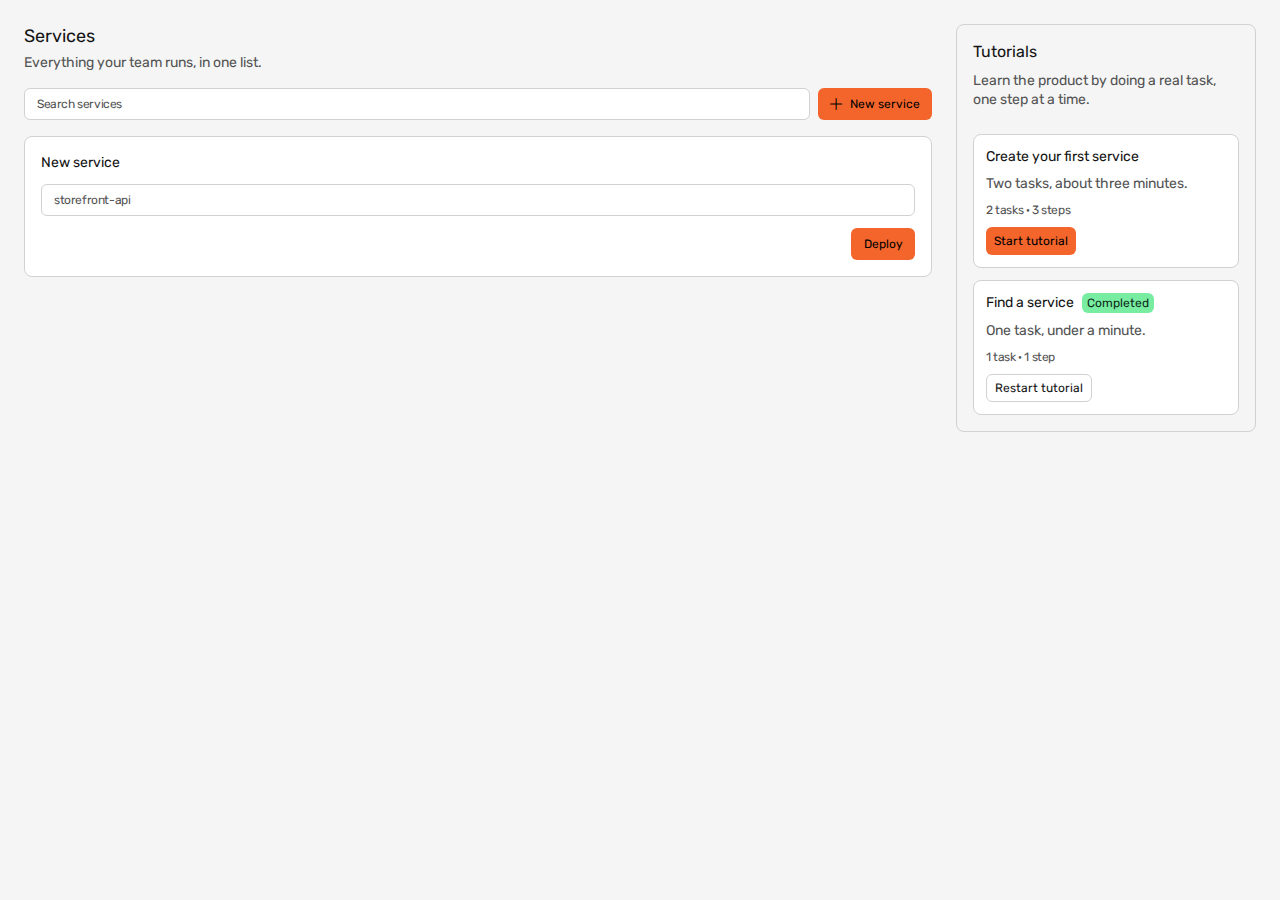 Services
Everything your team runs, in one list.
Search services
New service
New service
storefront-api
Deploy
Tutorials
Learn the product by doing a real task,
one step at a time.
Create your first service
Two tasks, about three minutes.
2 tasks • 3 steps
Start tutorial
Find a service Completed
One task, under a minute.
1 task • 1 step
Restart tutorial